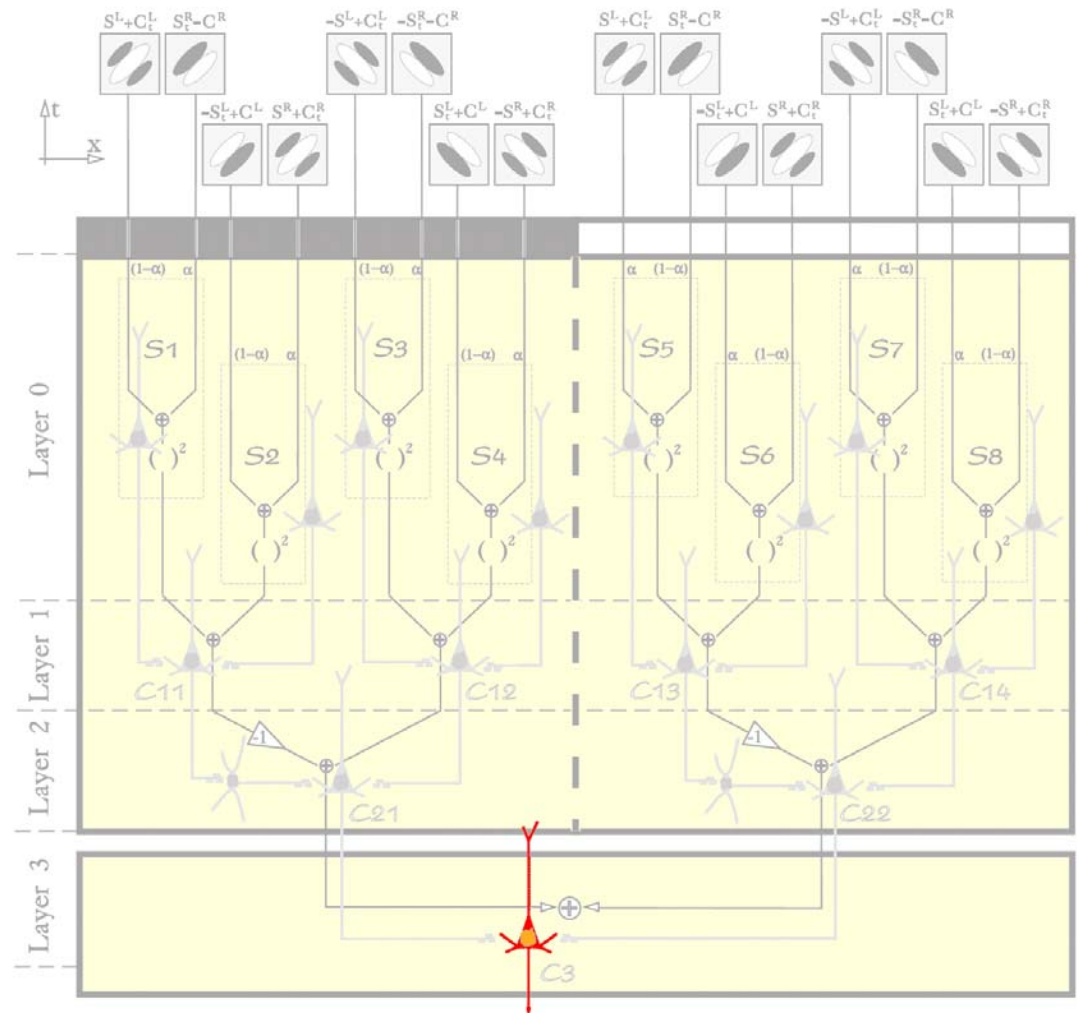 S^L+C_t^L S_t^R-C^R -S^L+C_t^L -S_t^R-C^R S^L+C_t^L S_t^R-C^R -S^L+C_t^L -S_t^R-C^R
-S_t^L+C^L S^R+C_t^R S_t^L+C^L -S^R+C_t^R -S_t^L+C^L S^R+C_t^R S_t^L+C^L -S^R+C_t^R
Δt
x
(1-α) α (1-α) α α (1-α) α (1-α)
S1 S3 S5 S7
(1-α) α (1-α) α α (1-α) α (1-α)
Layer 0
( )² S2 ( )² S4 ( )² S6 ( )² S8
( )² ( )² ( )² ( )²
Layer 1
C11 C12 C13 C14
Layer 2
-1 -1
C21 C22
Layer 3
C3